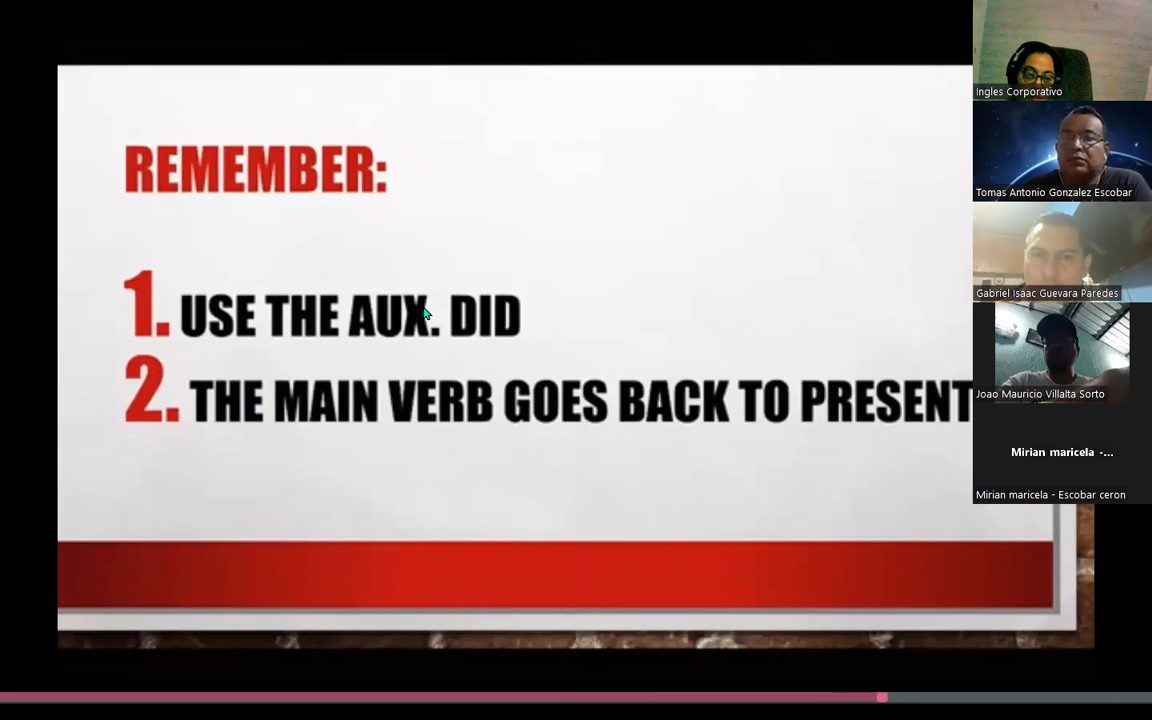 REMEMBER:
1. USE THE AUX. DID
2. THE MAIN VERB GOES BACK TO PRESENT
Ingles Corporativo
Tomas Antonio Gonzalez Escobar
Gabriel Isaac Guevara Paredes
Joao Mauricio Villalta Sorto
Mirian maricela -...
Mirian maricela - Escobar ceron